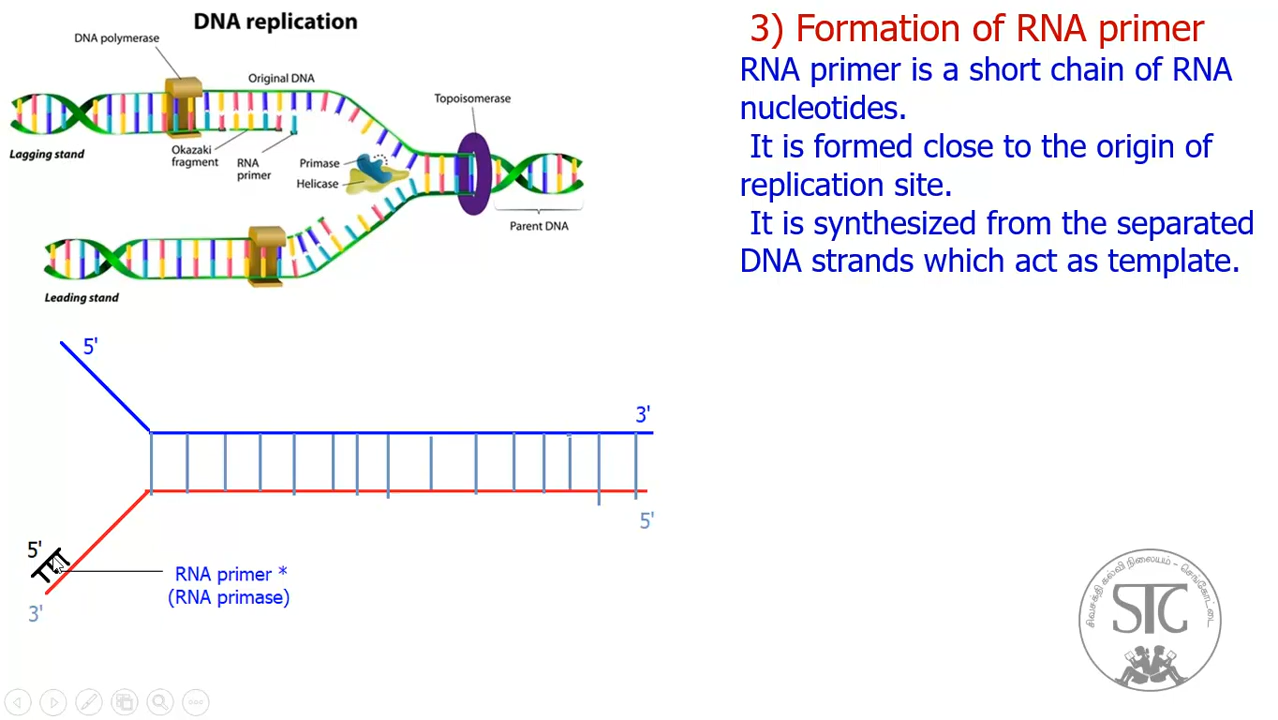 DNA replication
DNA polymerase
Original DNA
Topoisomerase
Lagging stand
Okazaki
fragment
RNA
primer
Primase
Helicase
Parent DNA
Leading stand
3) Formation of RNA primer
RNA primer is a short chain of RNA
nucleotides.
It is formed close to the origin of
replication site.
It is synthesized from the separated
DNA strands which act as template.
5'
3'
5'
5'
RNA primer *
(RNA primase)
3'
சிவசக்தி கல்வி நிலையம் - செங்கோட்டை
STC